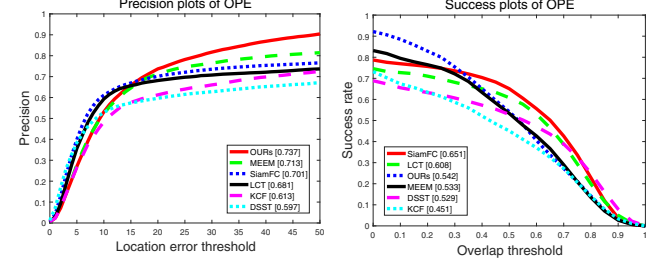 Precision plots of OPE
1
0.9
0.8
0.7
0.6
0.5
0.4
0.3
0.2
0.1
0
Precision
0 5 10 15 20 25 30 35 40 45 50
Location error threshold
OURs [0.737]
MEEM [0.713]
SiamFC [0.701]
LCT [0.681]
KCF [0.613]
DSST [0.597]
Success plots of OPE
1
0.9
0.8
0.7
0.6
0.5
0.4
0.3
0.2
0.1
0
Success rate
0 0.1 0.2 0.3 0.4 0.5 0.6 0.7 0.8 0.9 1.0
Overlap threshold
SiamFC [0.651]
LCT [0.608]
OURs [0.542]
MEEM [0.533]
DSST [0.529]
KCF [0.451]